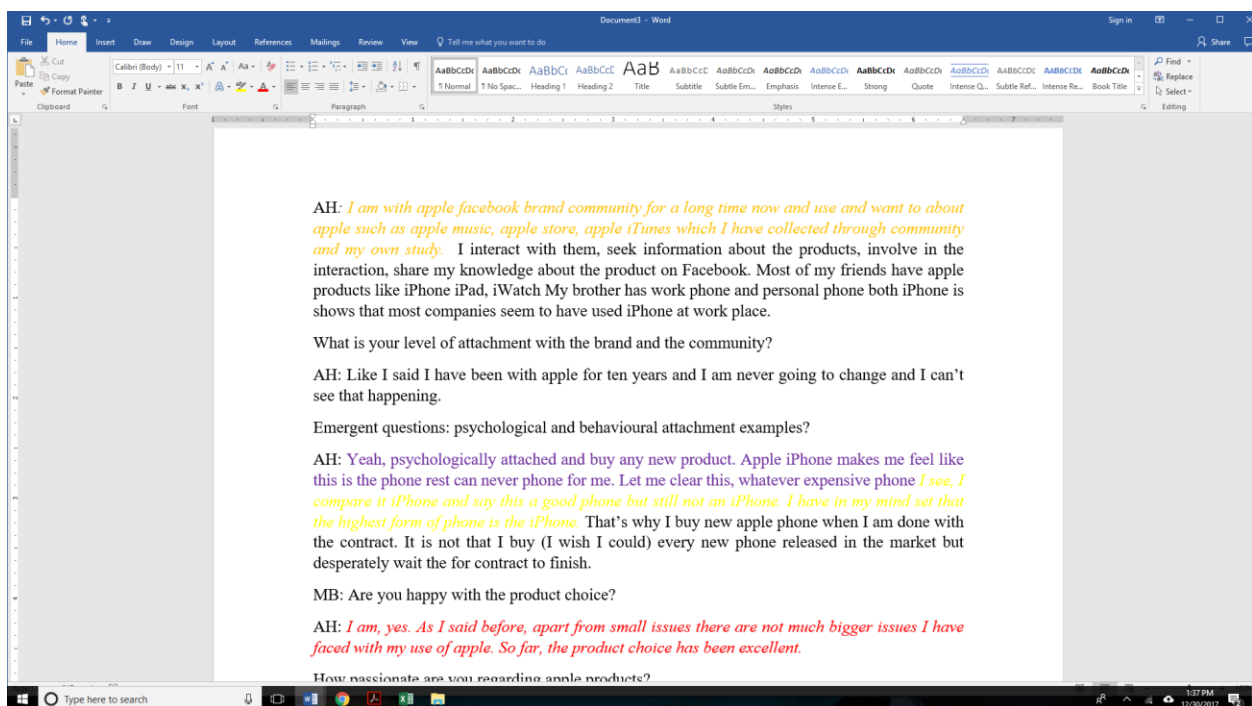 Document3 - Word
Sign in
File Home Insert Draw Design Layout References Mailings Review View Tell me what you want to do Share
Paste Cut Copy Format Painter
Calibri (Body) 11
Clipboard Font Paragraph Styles Editing
AaBbCcDc AaBbCcDc AaBbC( AaBbCcC AaB AaBbCcC AaBbCcDc AaBbCcDc AaBbCcDc AaBbCcDc AaBbCcDc AaBbCcDc AABBCCDC AABBCCDC AaBbCcDc
¶ Normal ¶ No Spac... Heading 1 Heading 2 Title Subtitle Subtle Em... Emphasis Intense E... Strong Quote Intense Q... Subtle Ref... Intense Re... Book Title
Find Replace Select
AH: I am with apple facebook brand community for a long time now and use and want to about
apple such as apple music, apple store, apple iTunes which I have collected through community
and my own study. I interact with them, seek information about the products, involve in the
interaction, share my knowledge about the product on Facebook. Most of my friends have apple
products like iPhone iPad, iWatch My brother has work phone and personal phone both iPhone is
shows that most companies seem to have used iPhone at work place.
What is your level of attachment with the brand and the community?
AH: Like I said I have been with apple for ten years and I am never going to change and I can't
see that happening.
Emergent questions: psychological and behavioural attachment examples?
AH: Yeah, psychologically attached and buy any new product. Apple iPhone makes me feel like
this is the phone rest can never phone for me. Let me clear this, whatever expensive phone I see, I
compare it iPhone and say this a good phone but still not an iPhone. I have in my mind set that
the highest form of phone is the iPhone. That's why I buy new apple phone when I am done with
the contract. It is not that I buy (I wish I could) every new phone released in the market but
desperately wait the for contract to finish.
MB: Are you happy with the product choice?
AH: I am, yes. As I said before, apart from small issues there are not much bigger issues I have
faced with my use of apple. So far, the product choice has been excellent.
How passionate are you regarding apple products?
Type here to search
1:37 PM
12/30/2017